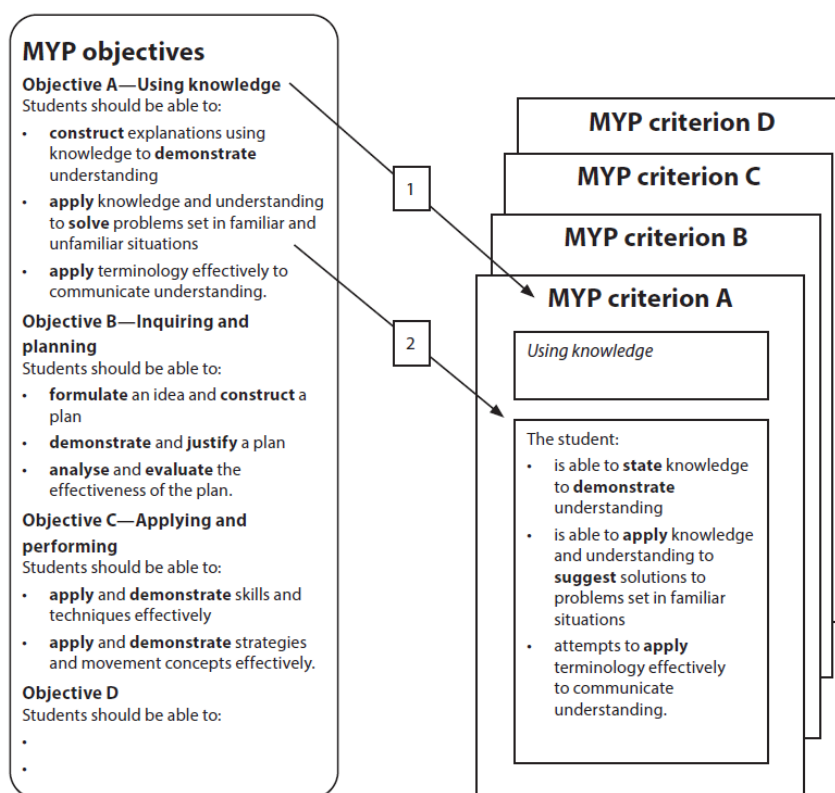 MYP objectives
Objective A—Using knowledge
Students should be able to:
• construct explanations using
knowledge to demonstrate
understanding
• apply knowledge and understanding
to solve problems set in familiar and
unfamiliar situations
• apply terminology effectively to
communicate understanding.
Objective B—Inquiring and
planning
Students should be able to:
• formulate an idea and construct a
plan
• demonstrate and justify a plan
• analyse and evaluate the
effectiveness of the plan.
Objective C—Applying and
performing
Students should be able to:
• apply and demonstrate skills and
techniques effectively
• apply and demonstrate strategies
and movement concepts effectively.
Objective D
Students should be able to:
•
•
1
2
MYP criterion D
MYP criterion C
MYP criterion B
MYP criterion A
Using knowledge
The student:
• is able to state knowledge
to demonstrate
understanding
• is able to apply knowledge
and understanding to
suggest solutions to
problems set in familiar
situations
• attempts to apply
terminology effectively
to communicate
understanding.